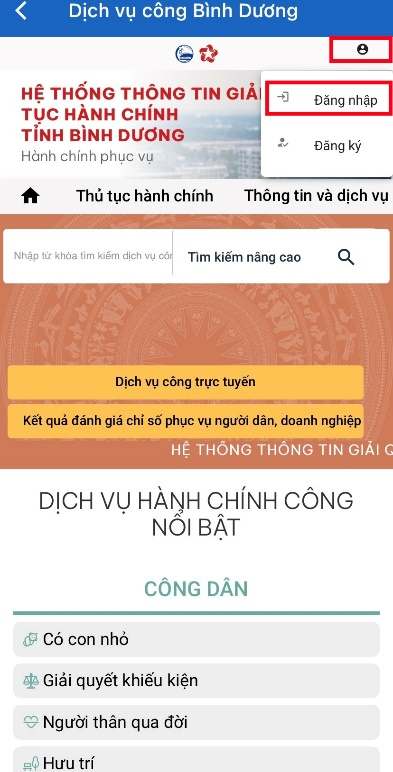 Dịch vụ công Bình Dương
HỆ THỐNG THÔNG TIN GIẢI
TỤC HÀNH CHÍNH
TỈNH BÌNH DƯƠNG
Hành chính phục vụ
Đăng nhập
Đăng ký
Thủ tục hành chính Thông tin và dịch vụ
Nhập từ khóa tìm kiếm dịch vụ côn Tìm kiếm nâng cao
Dịch vụ công trực tuyến
Kết quả đánh giá chỉ số phục vụ người dân, doanh nghiệp
HỆ THỐNG THÔNG TIN GIẢI Q
DỊCH VỤ HÀNH CHÍNH CÔNG
NỔI BẬT
CÔNG DÂN
Có con nhỏ
Giải quyết khiếu kiện
Người thân qua đời
Hưu trí